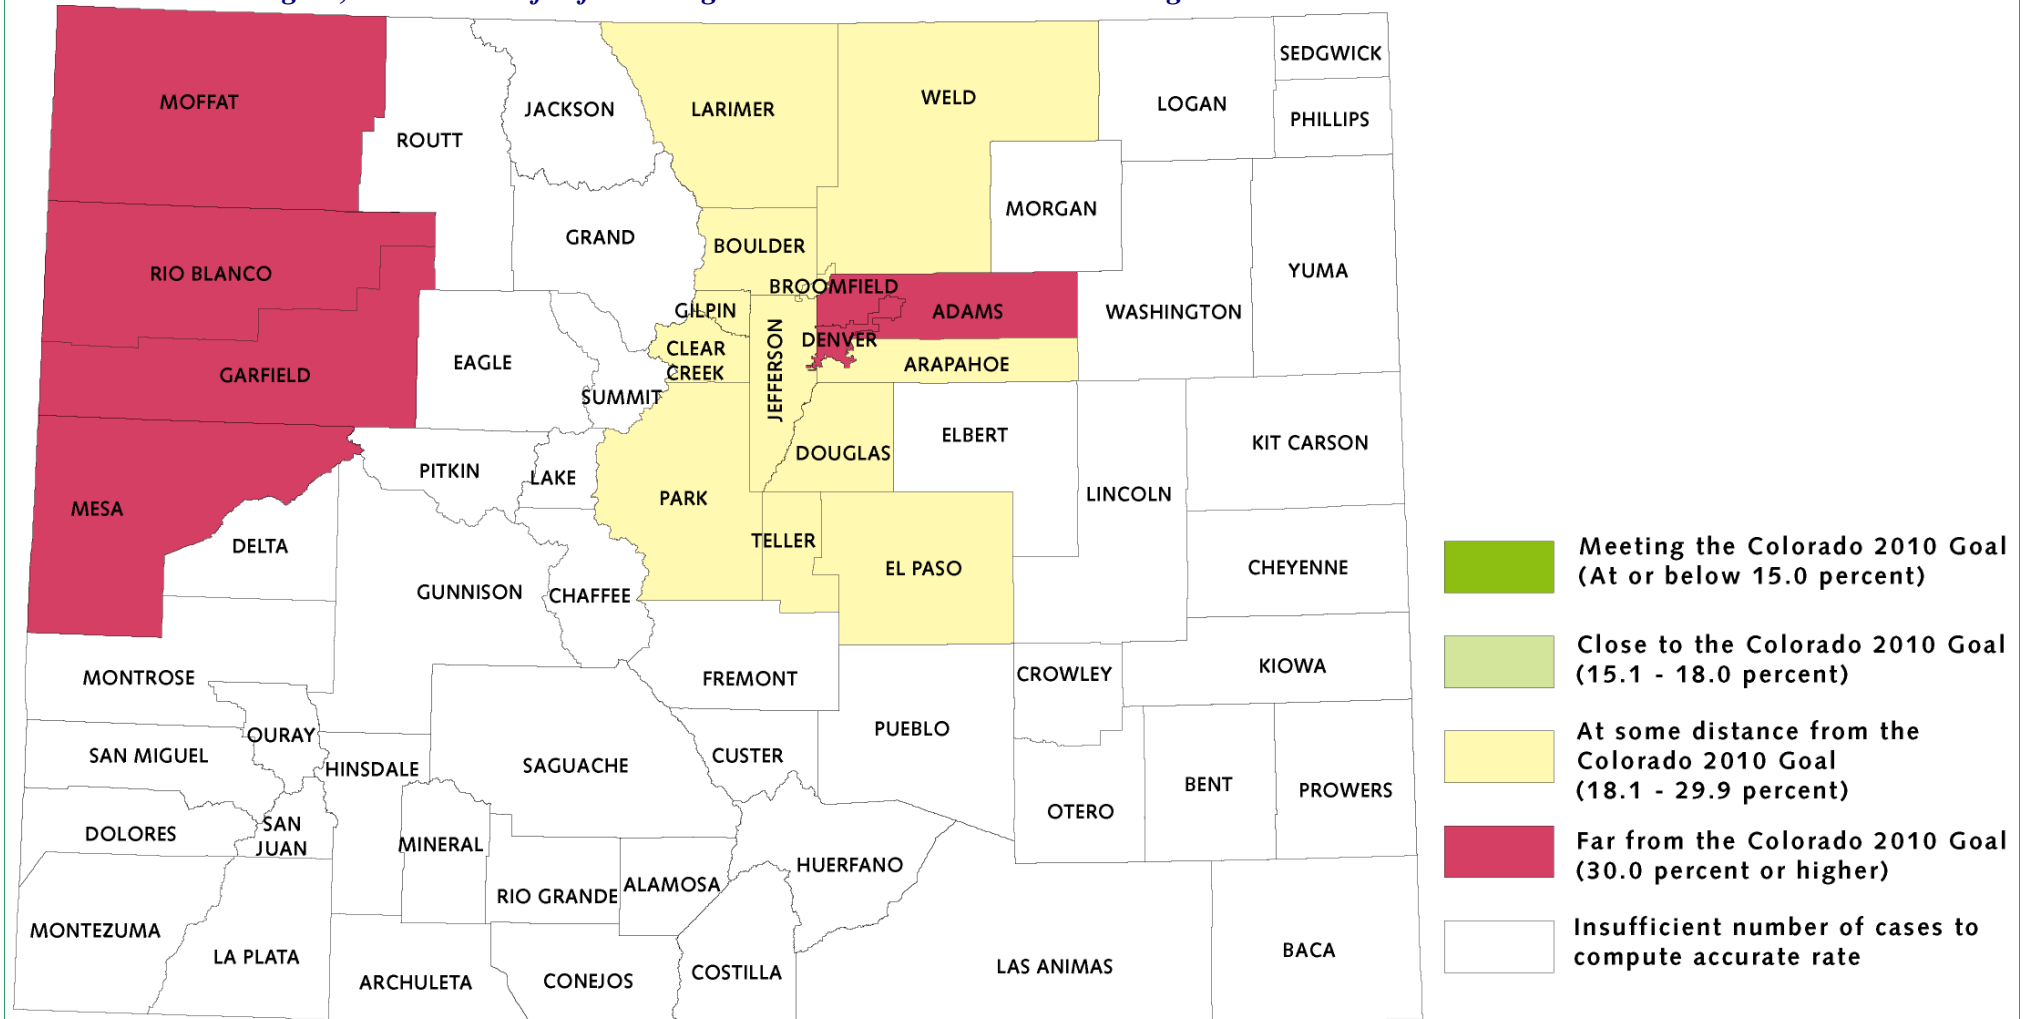 SEDGWICK
MOFFAT
JACKSON
LARIMER
WELD
LOGAN
PHILLIPS
ROUTT
MORGAN
GRAND
BOULDER
RIO BLANCO
YUMA
BROOMFIELD
GILPIN
ADAMS
WASHINGTON
DENVER
CLEAR
CREEK
JEFFERSON
EAGLE
ARAPAHOE
GARFIELD
SUMMIT
ELBERT
KIT CARSON
DOUGLAS
PITKIN
LAKE
PARK
LINCOLN
MESA
DELTA
TELLER
EL PASO
CHEYENNE
GUNNISON
CHAFFEE
MONTROSE
FREMONT
CROWLEY
KIOWA
OURAY
PUEBLO
SAN MIGUEL
HINSDALE
SAGUACHE
CUSTER
BENT
PROWERS
OTERO
DOLORES
SAN
JUAN
MINERAL
HUERFANO
RIO GRANDE
ALAMOSA
MONTEZUMA
LA PLATA
ARCHULETA
CONEJOS
COSTILLA
LAS ANIMAS
BACA
Meeting the Colorado 2010 Goal
(At or below 15.0 percent)
Close to the Colorado 2010 Goal
(15.1 - 18.0 percent)
At some distance from the
Colorado 2010 Goal
(18.1 - 29.9 percent)
Far from the Colorado 2010 Goal
(30.0 percent or higher)
Insufficient number of cases to
compute accurate rate